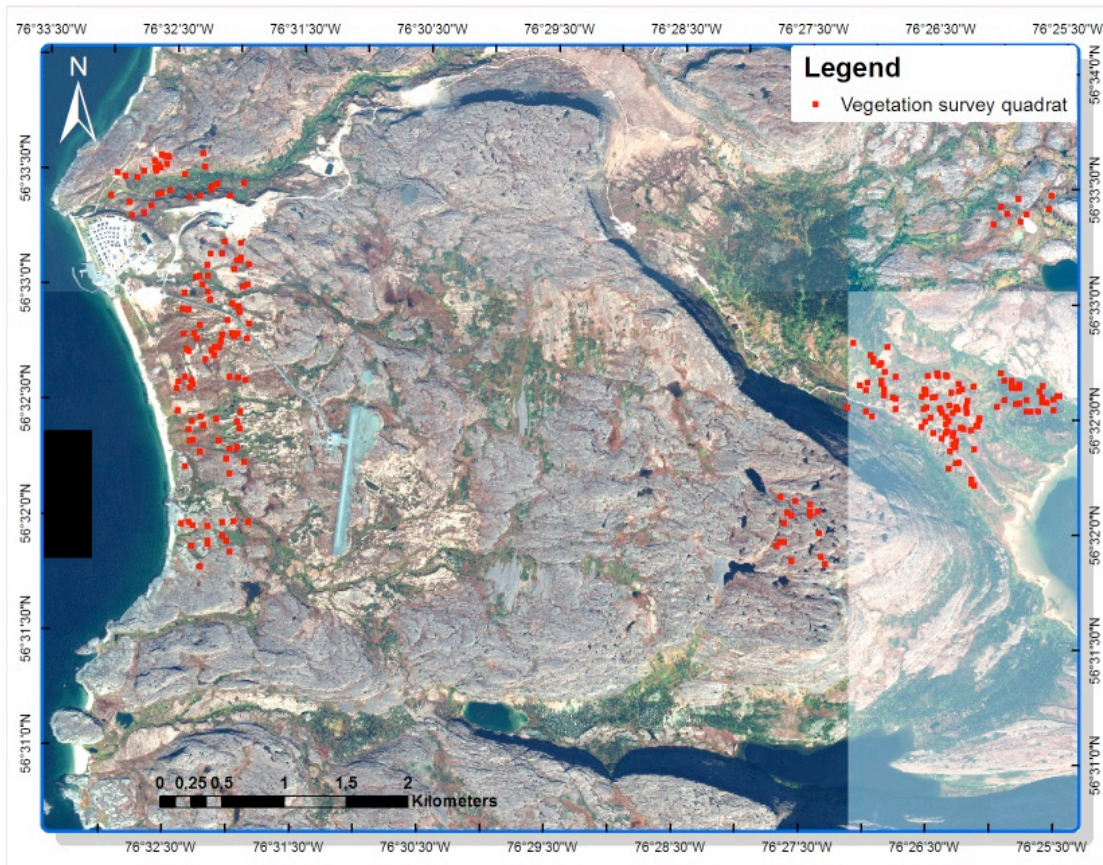 76°33'30"W 76°32'30"W 76°31'30"W 76°30'30"W 76°29'30"W 76°28'30"W 76°27'30"W 76°26'30"W 76°25'30"W
N
Legend
Vegetation survey quadrat
56°33'30"N
56°33'0"N
56°32'30"N
56°32'0"N
56°31'30"N
56°31'0"N
56°34'0"N
56°33'30"N
56°33'0"N
56°32'30"N
56°32'0"N
56°31'30"N
56°31'0"N
0 0,25 0,5 1 1,5 2
Kilometers
76°32'30"W 76°31'30"W 76°30'30"W 76°29'30"W 76°28'30"W 76°27'30"W 76°26'30"W 76°25'30"W